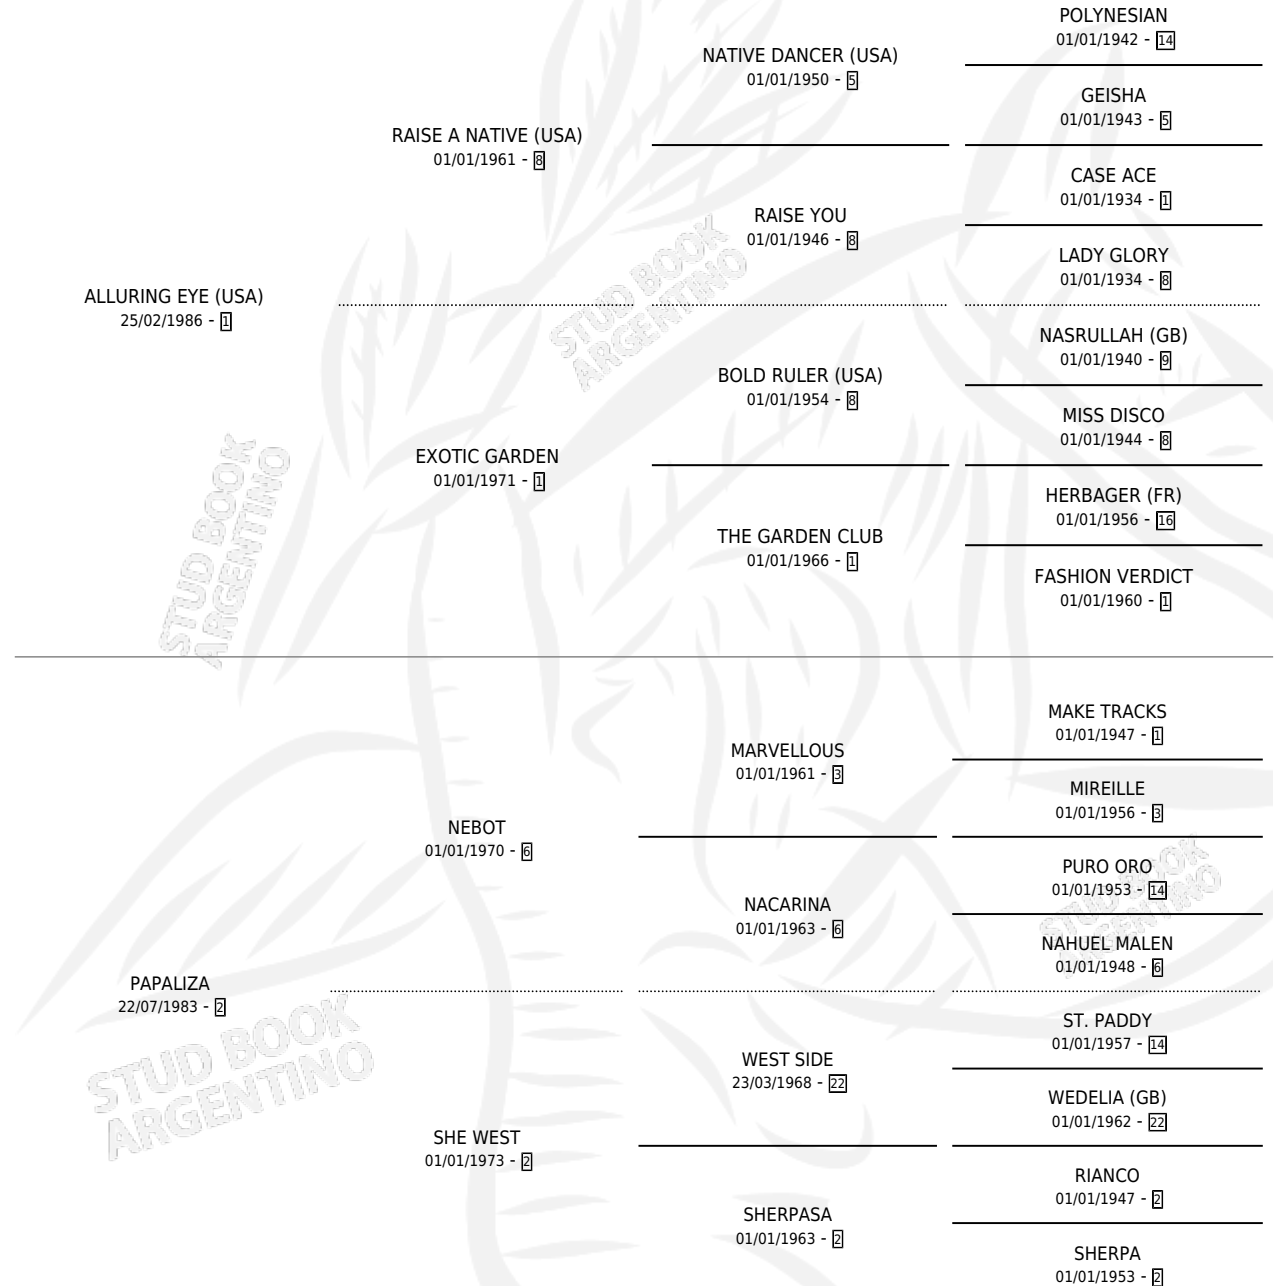 POLYNESIAN
01/01/1942 - 14
NATIVE DANCER (USA)
01/01/1950 - 5
GEISHA
01/01/1943 - 5
RAISE A NATIVE (USA)
01/01/1961 - 8
CASE ACE
01/01/1934 - 1
RAISE YOU
01/01/1946 - 8
LADY GLORY
01/01/1934 - 8
ALLURING EYE (USA)
25/02/1986 - 1
NASRULLAH (GB)
01/01/1940 - 9
BOLD RULER (USA)
01/01/1954 - 8
MISS DISCO
01/01/1944 - 8
EXOTIC GARDEN
01/01/1971 - 1
HERBAGER (FR)
01/01/1956 - 16
THE GARDEN CLUB
01/01/1966 - 1
FASHION VERDICT
01/01/1960 - 1
MAKE TRACKS
01/01/1947 - 1
MARVELLOUS
01/01/1961 - 3
MIREILLE
01/01/1956 - 3
NEBOT
01/01/1970 - 6
PURO ORO
01/01/1953 - 14
NACARINA
01/01/1963 - 6
NAHUEL MALEN
01/01/1948 - 6
PAPALIZA
22/07/1983 - 2
ST. PADDY
01/01/1957 - 14
WEST SIDE
23/03/1968 - 22
WEDELIA (GB)
01/01/1962 - 22
SHE WEST
01/01/1973 - 2
RIANCO
01/01/1947 - 2
SHERPASA
01/01/1963 - 2
SHERPA
01/01/1953 - 2
STUD BOOK
ARGENTINO
STUD BOOK
ARGENTINO
STUD BOOK
ARGENTINO
STUD BOOK
ARGENTINO